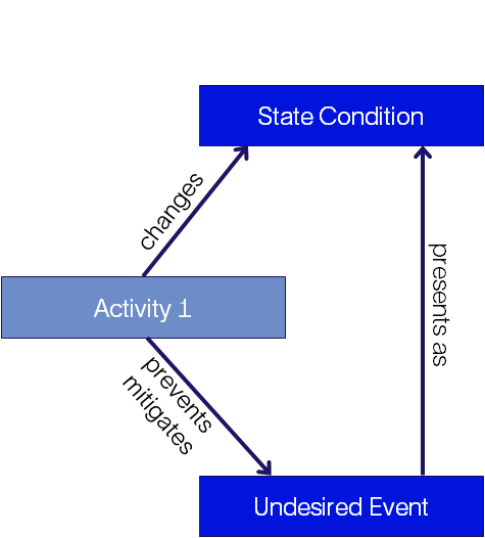 State Condition
changes
Activity 1
presents as
prevents
mitigates
Undesired Event